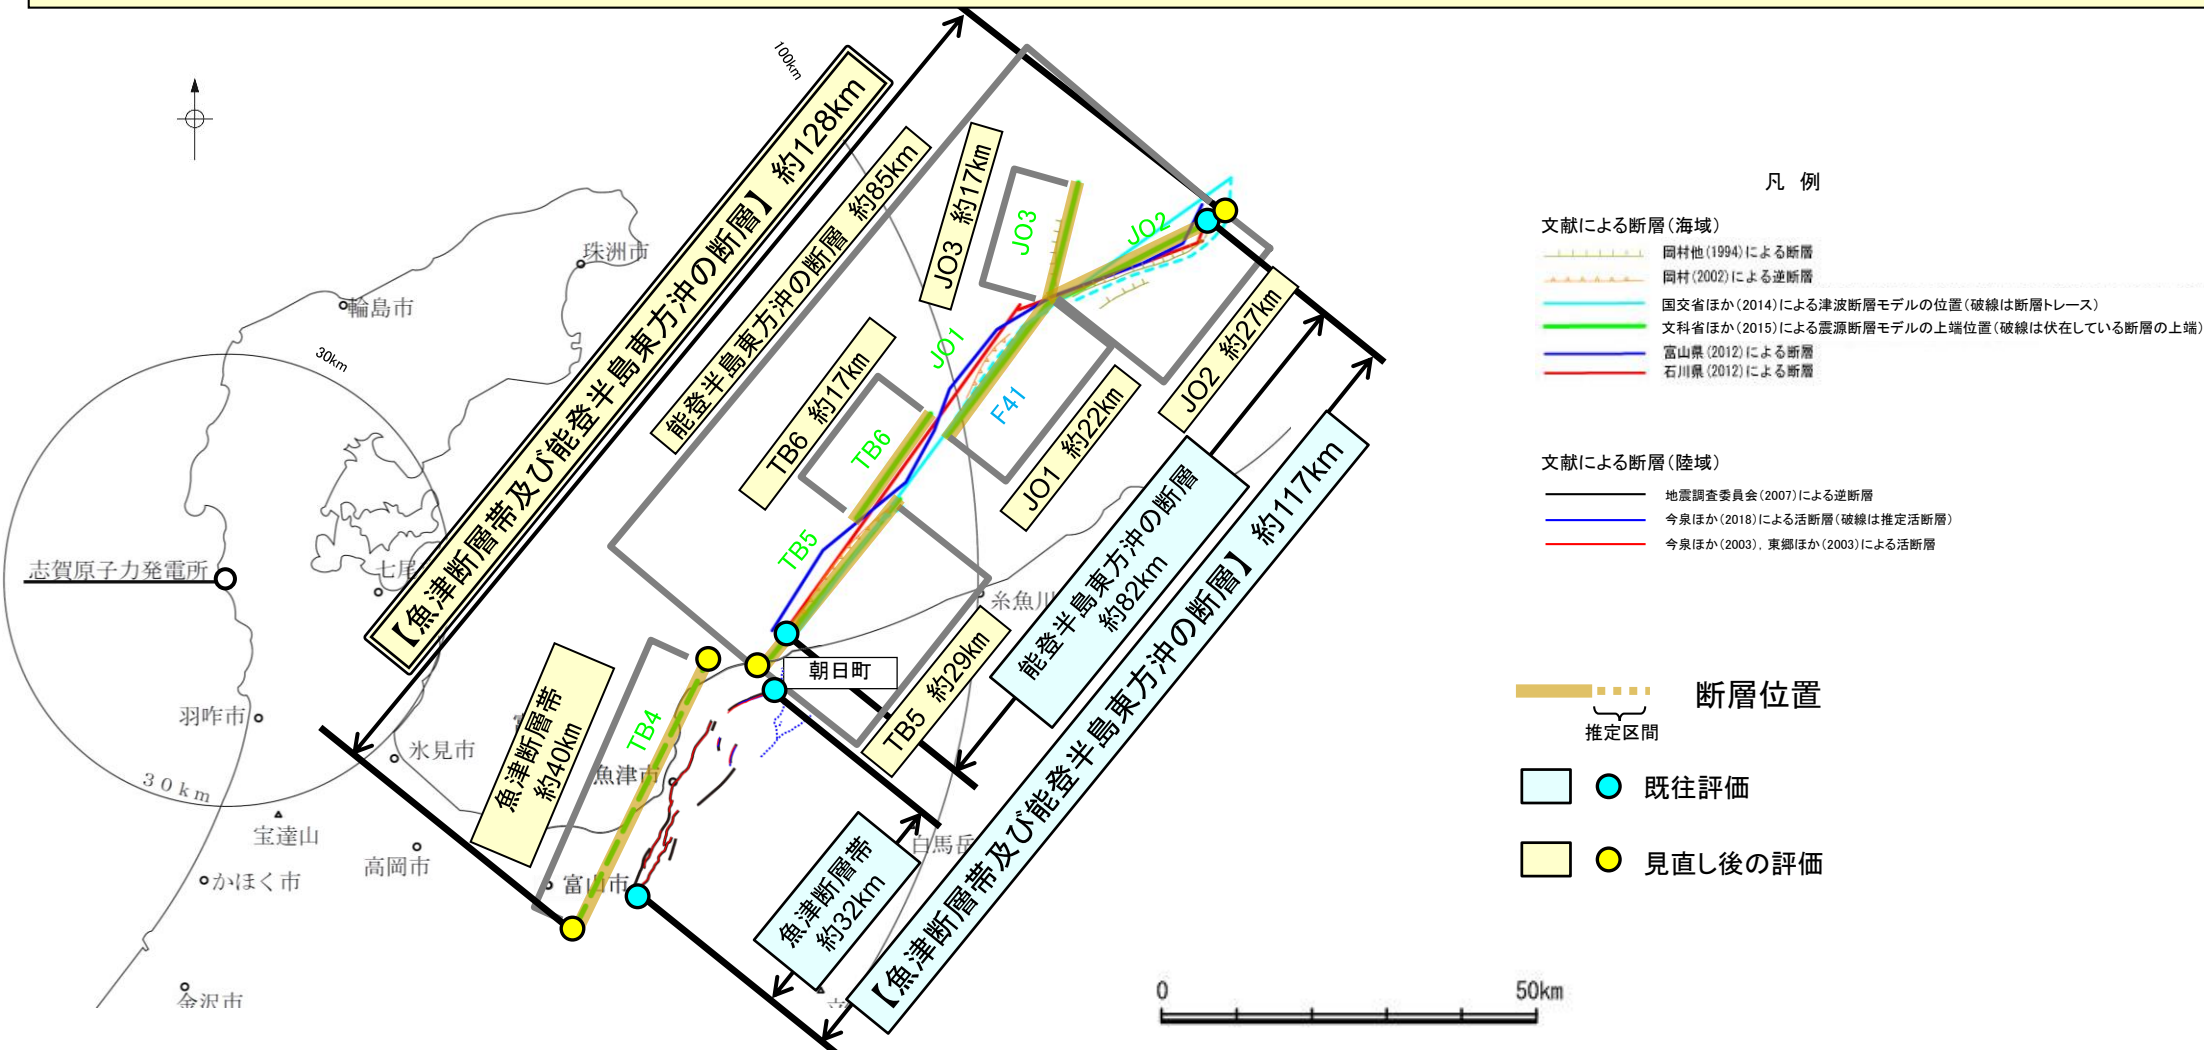 100km
【魚津断層帯及び能登半島東方沖の断層】 約128km
能登半島東方沖の断層 約85km
JO3 約17km
JO3
JO2
珠洲市
輪島市
30km
TB6 約17km
JO1
F41
TB6
JO2 約27km
JO1 約22km
TB5
志賀原子力発電所
七尾
糸魚川
能登半島東方沖の断層
約82km
【魚津断層帯及び能登半島東方沖の断層】 約117km
朝日町
TB5 約29km
魚津断層帯
約40km
TB4
羽咋市
氷見市
魚津市
30km
宝達山
高岡市
かほく市
富山市
白馬岳
魚津断層帯
約32km
金沢市
凡 例
文献による断層(海域)
岡村他(1994)による断層
岡村(2002)による逆断層
国交省ほか(2014)による津波断層モデルの位置(破線は断層トレース)
文科省ほか(2015)による震源断層モデルの上端位置(破線は伏在している断層の上端)
富山県(2012)による断層
石川県(2012)による断層
文献による断層(陸域)
地震調査委員会(2007)による逆断層
今泉ほか(2018)による活断層(破線は推定活断層)
今泉ほか(2003)，東郷ほか(2003)による活断層
断層位置
推定区間
既往評価
見直し後の評価
0 50km